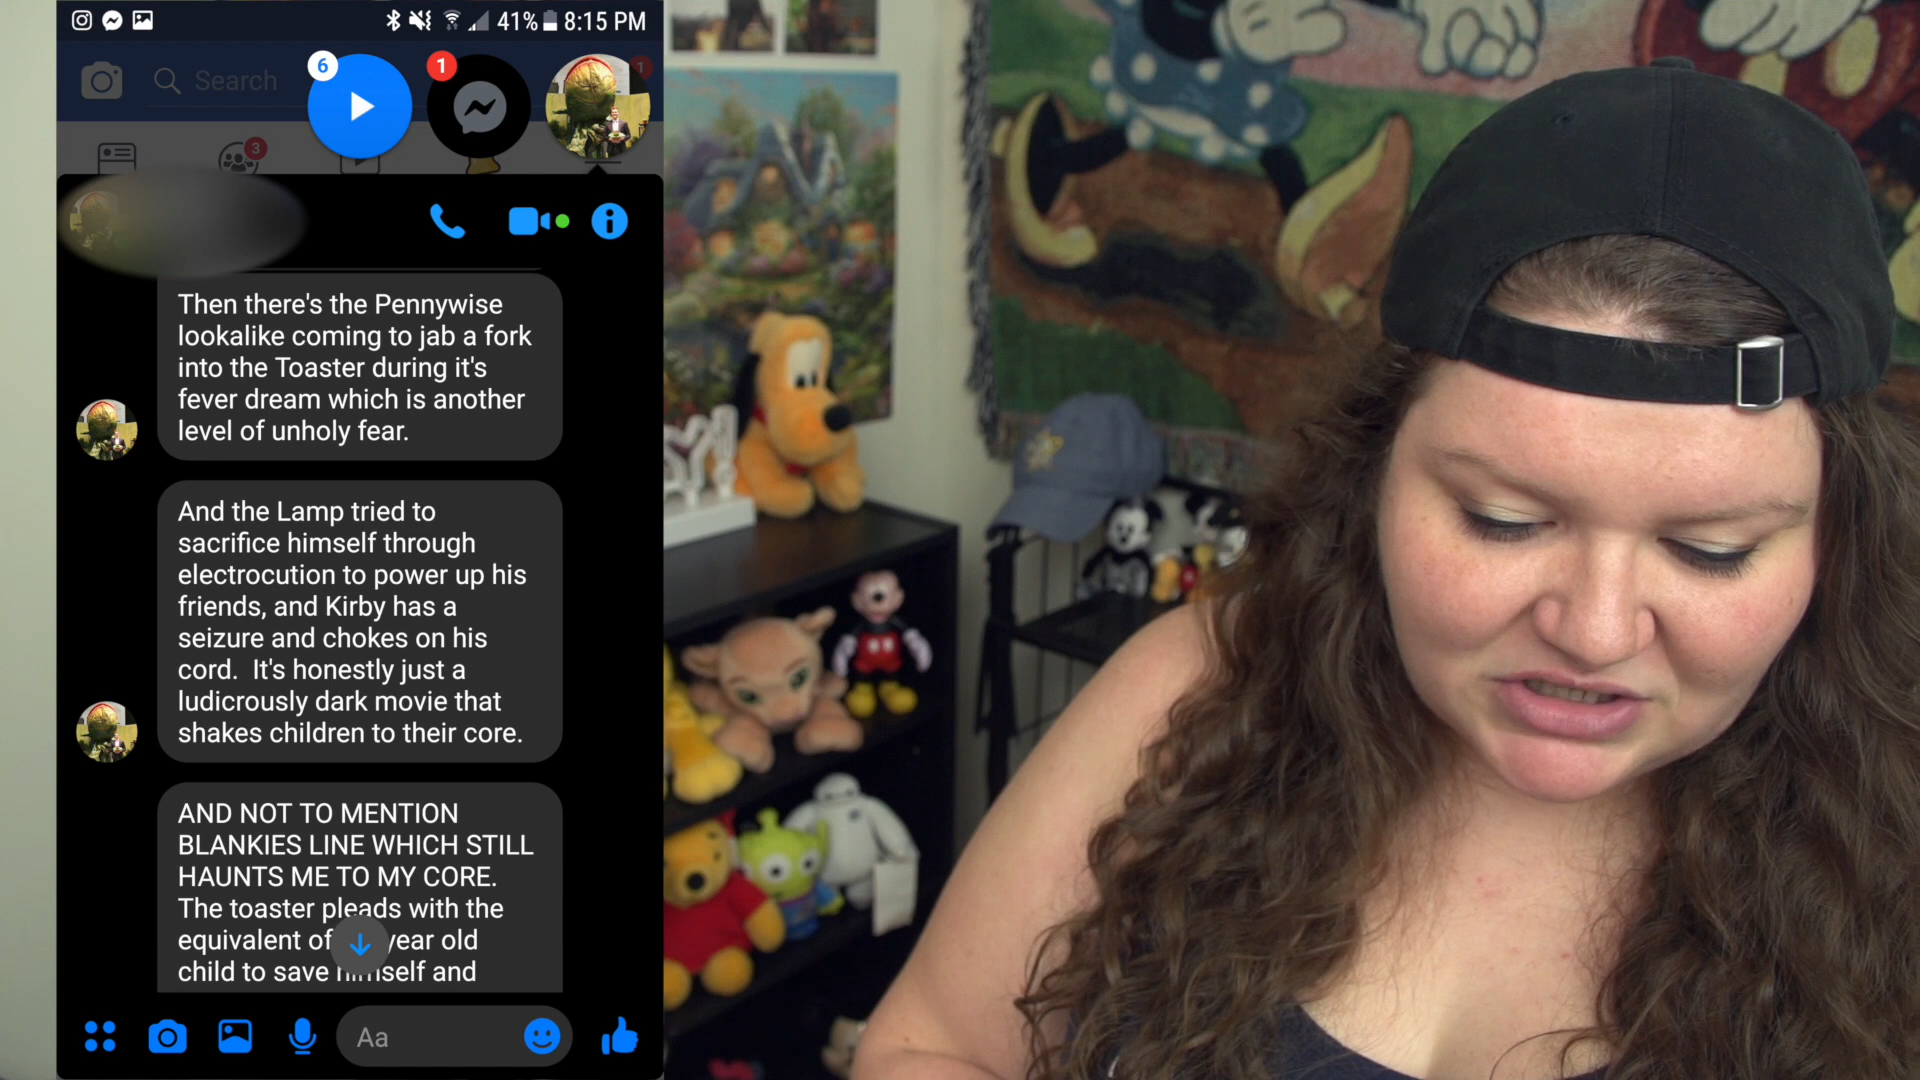 41% 8:15 PM
6
1
1
Search
3
Then there's the Pennywise
lookalike coming to jab a fork
into the Toaster during it's
fever dream which is another
level of unholy fear.
And the Lamp tried to
sacrifice himself through
electrocution to power up his
friends, and Kirby has a
seizure and chokes on his
cord. It's honestly just a
ludicrously dark movie that
shakes children to their core.
AND NOT TO MENTION
BLANKIES LINE WHICH STILL
HAUNTS ME TO MY CORE.
The toaster pleads with the
equivalent of year old
child to save himself and
Aa